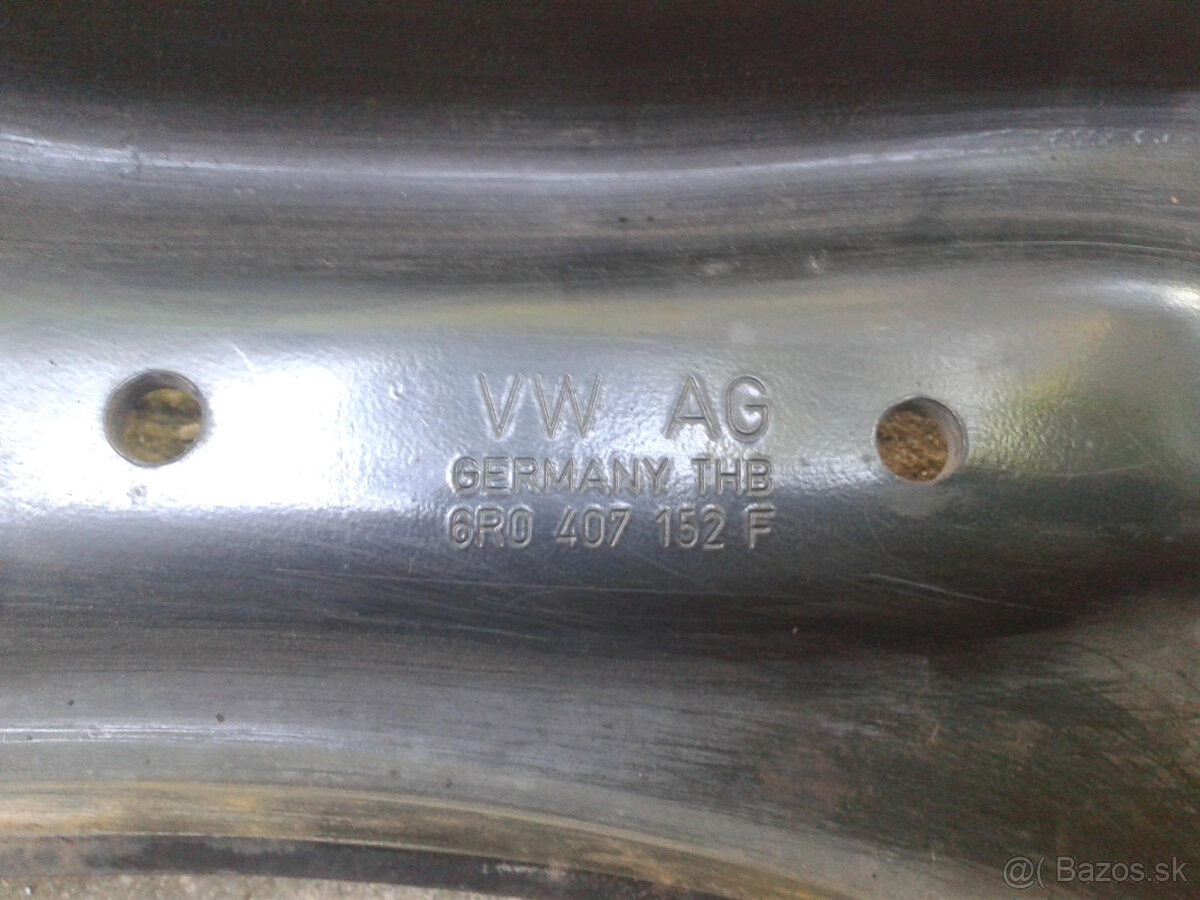 VW AG
GERMANY THB
6R0 407 152 F
@( Bazos.sk